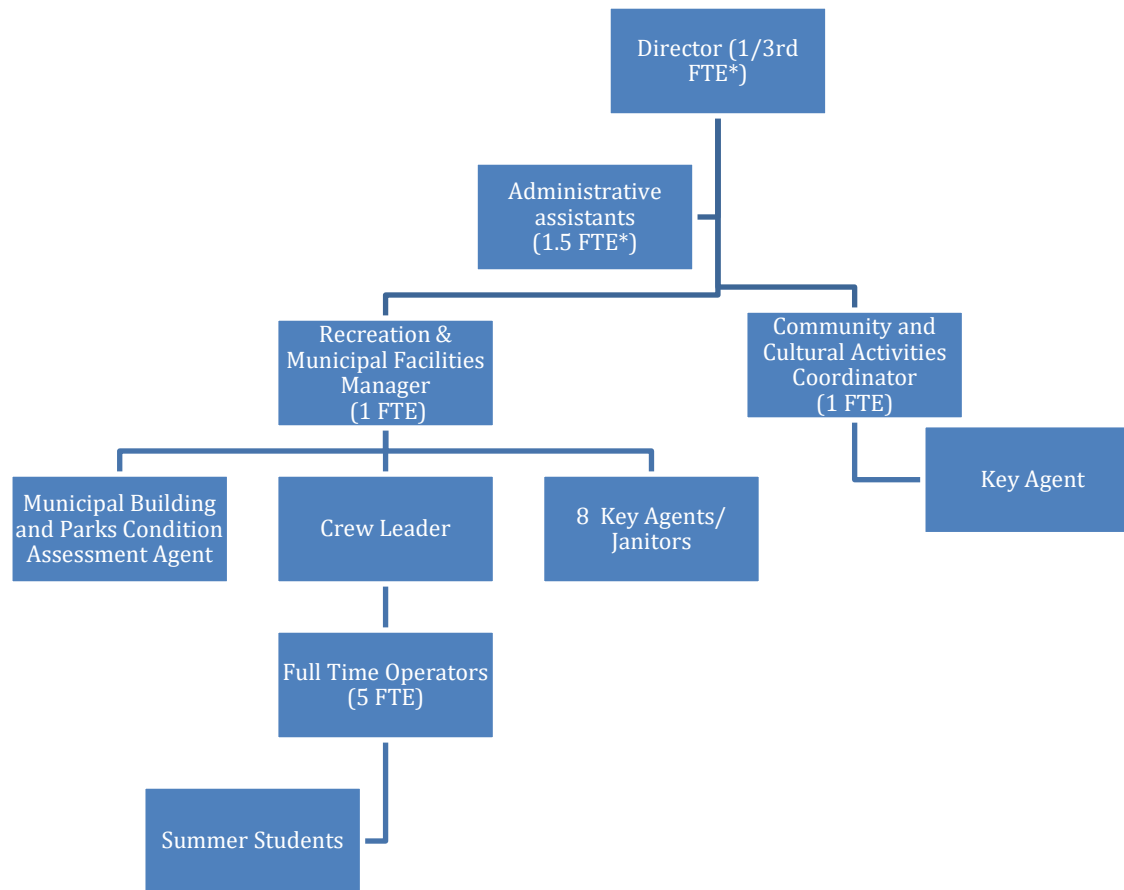 Director (1/3rd
FTE*)
Administrative
assistants
(1.5 FTE*)
Recreation &
Municipal Facilities
Manager
(1 FTE)
Community and
Cultural Activities
Coordinator
(1 FTE)
Municipal Building
and Parks Condition
Assessment Agent
Crew Leader
8  Key Agents/
Janitors
Key Agent
Full Time Operators
(5 FTE)
Summer Students